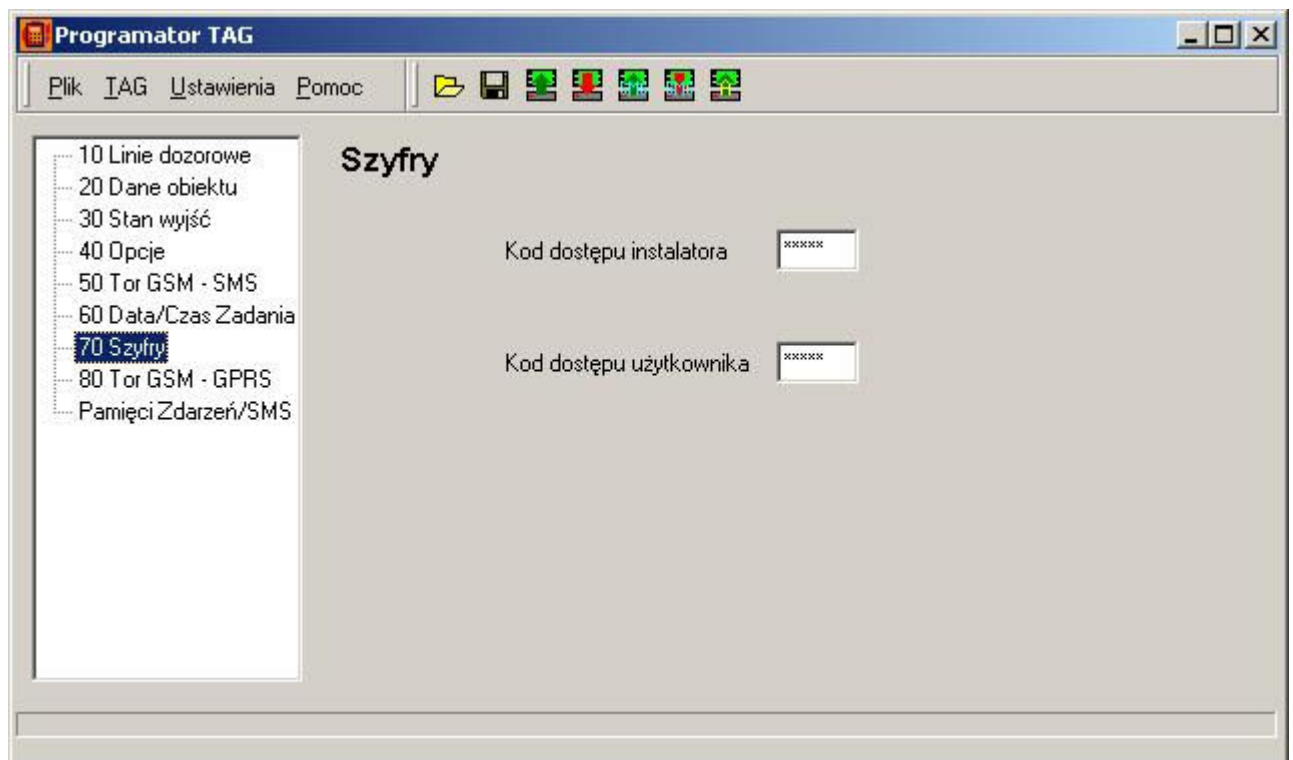 Programator TAG
Plik TAG Ustawienia Pomoc
10 Linie dozorowe
20 Dane obiektu
30 Stan wyjść
40 Opcje
50 Tor GSM - SMS
60 Data/Czas Zadania
70 Szyfry
80 Tor GSM - GPRS
Pamięci Zdarzeń/SMS
Szyfry
Kod dostępu instalatora xxxxx
Kod dostępu użytkownika xxxxx